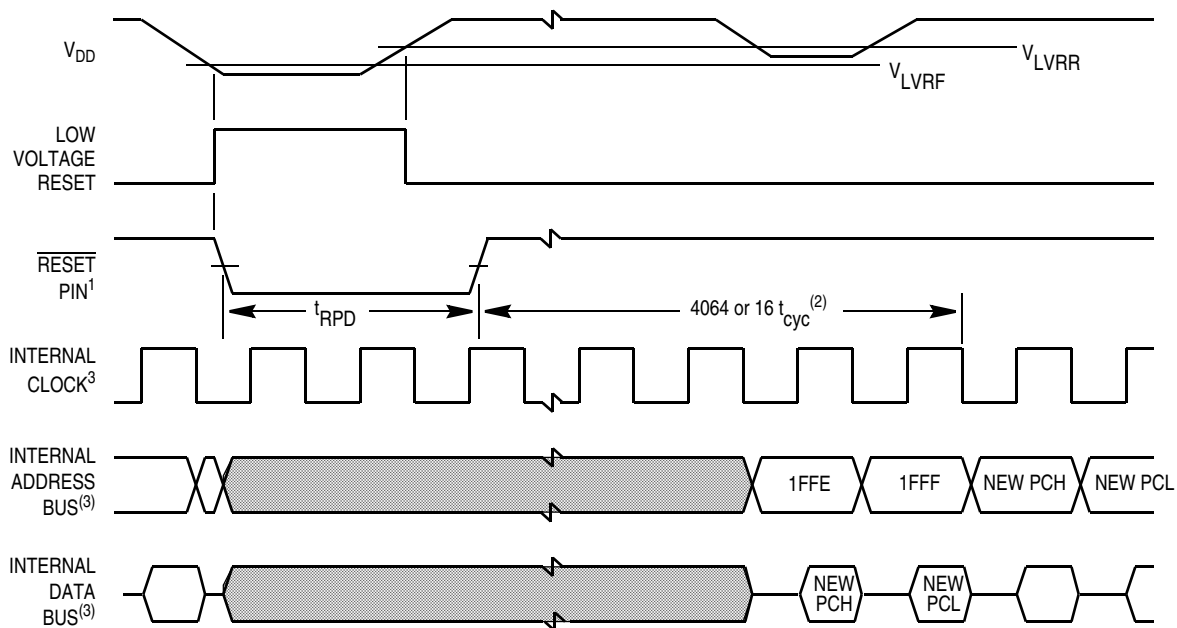 VDD
VLVRR
VLVRF
LOW
VOLTAGE
RESET
RESET
PIN1
tRPD
4064 or 16 tcyc(2)
INTERNAL
CLOCK3
INTERNAL
ADDRESS
BUS(3)
1FFE
1FFF
NEW PCH
NEW PCL
INTERNAL
DATA
BUS(3)
NEW
PCH
NEW
PCL